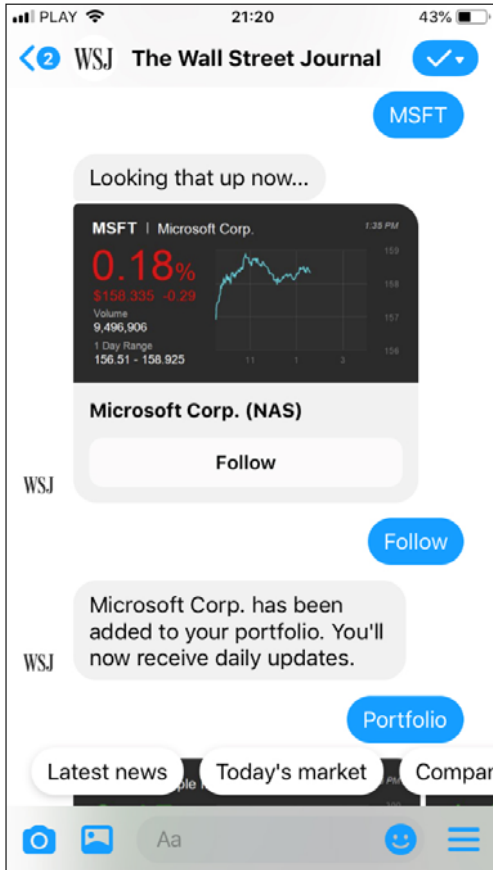 PLAY 21:20 43%
2 WSJ The Wall Street Journal
MSFT
Looking that up now...
MSFT | Microsoft Corp. 1:35 PM
0.18%
$158.335 -0.29
Volume
9,496,906
1 Day Range
156.51 - 158.925
159
158
157
156
11 1 3
Microsoft Corp. (NAS)
Follow
WSJ
Follow
Microsoft Corp. has been
added to your portfolio. You'll
now receive daily updates.
WSJ
Portfolio
Latest news Today's market Compan
Aa